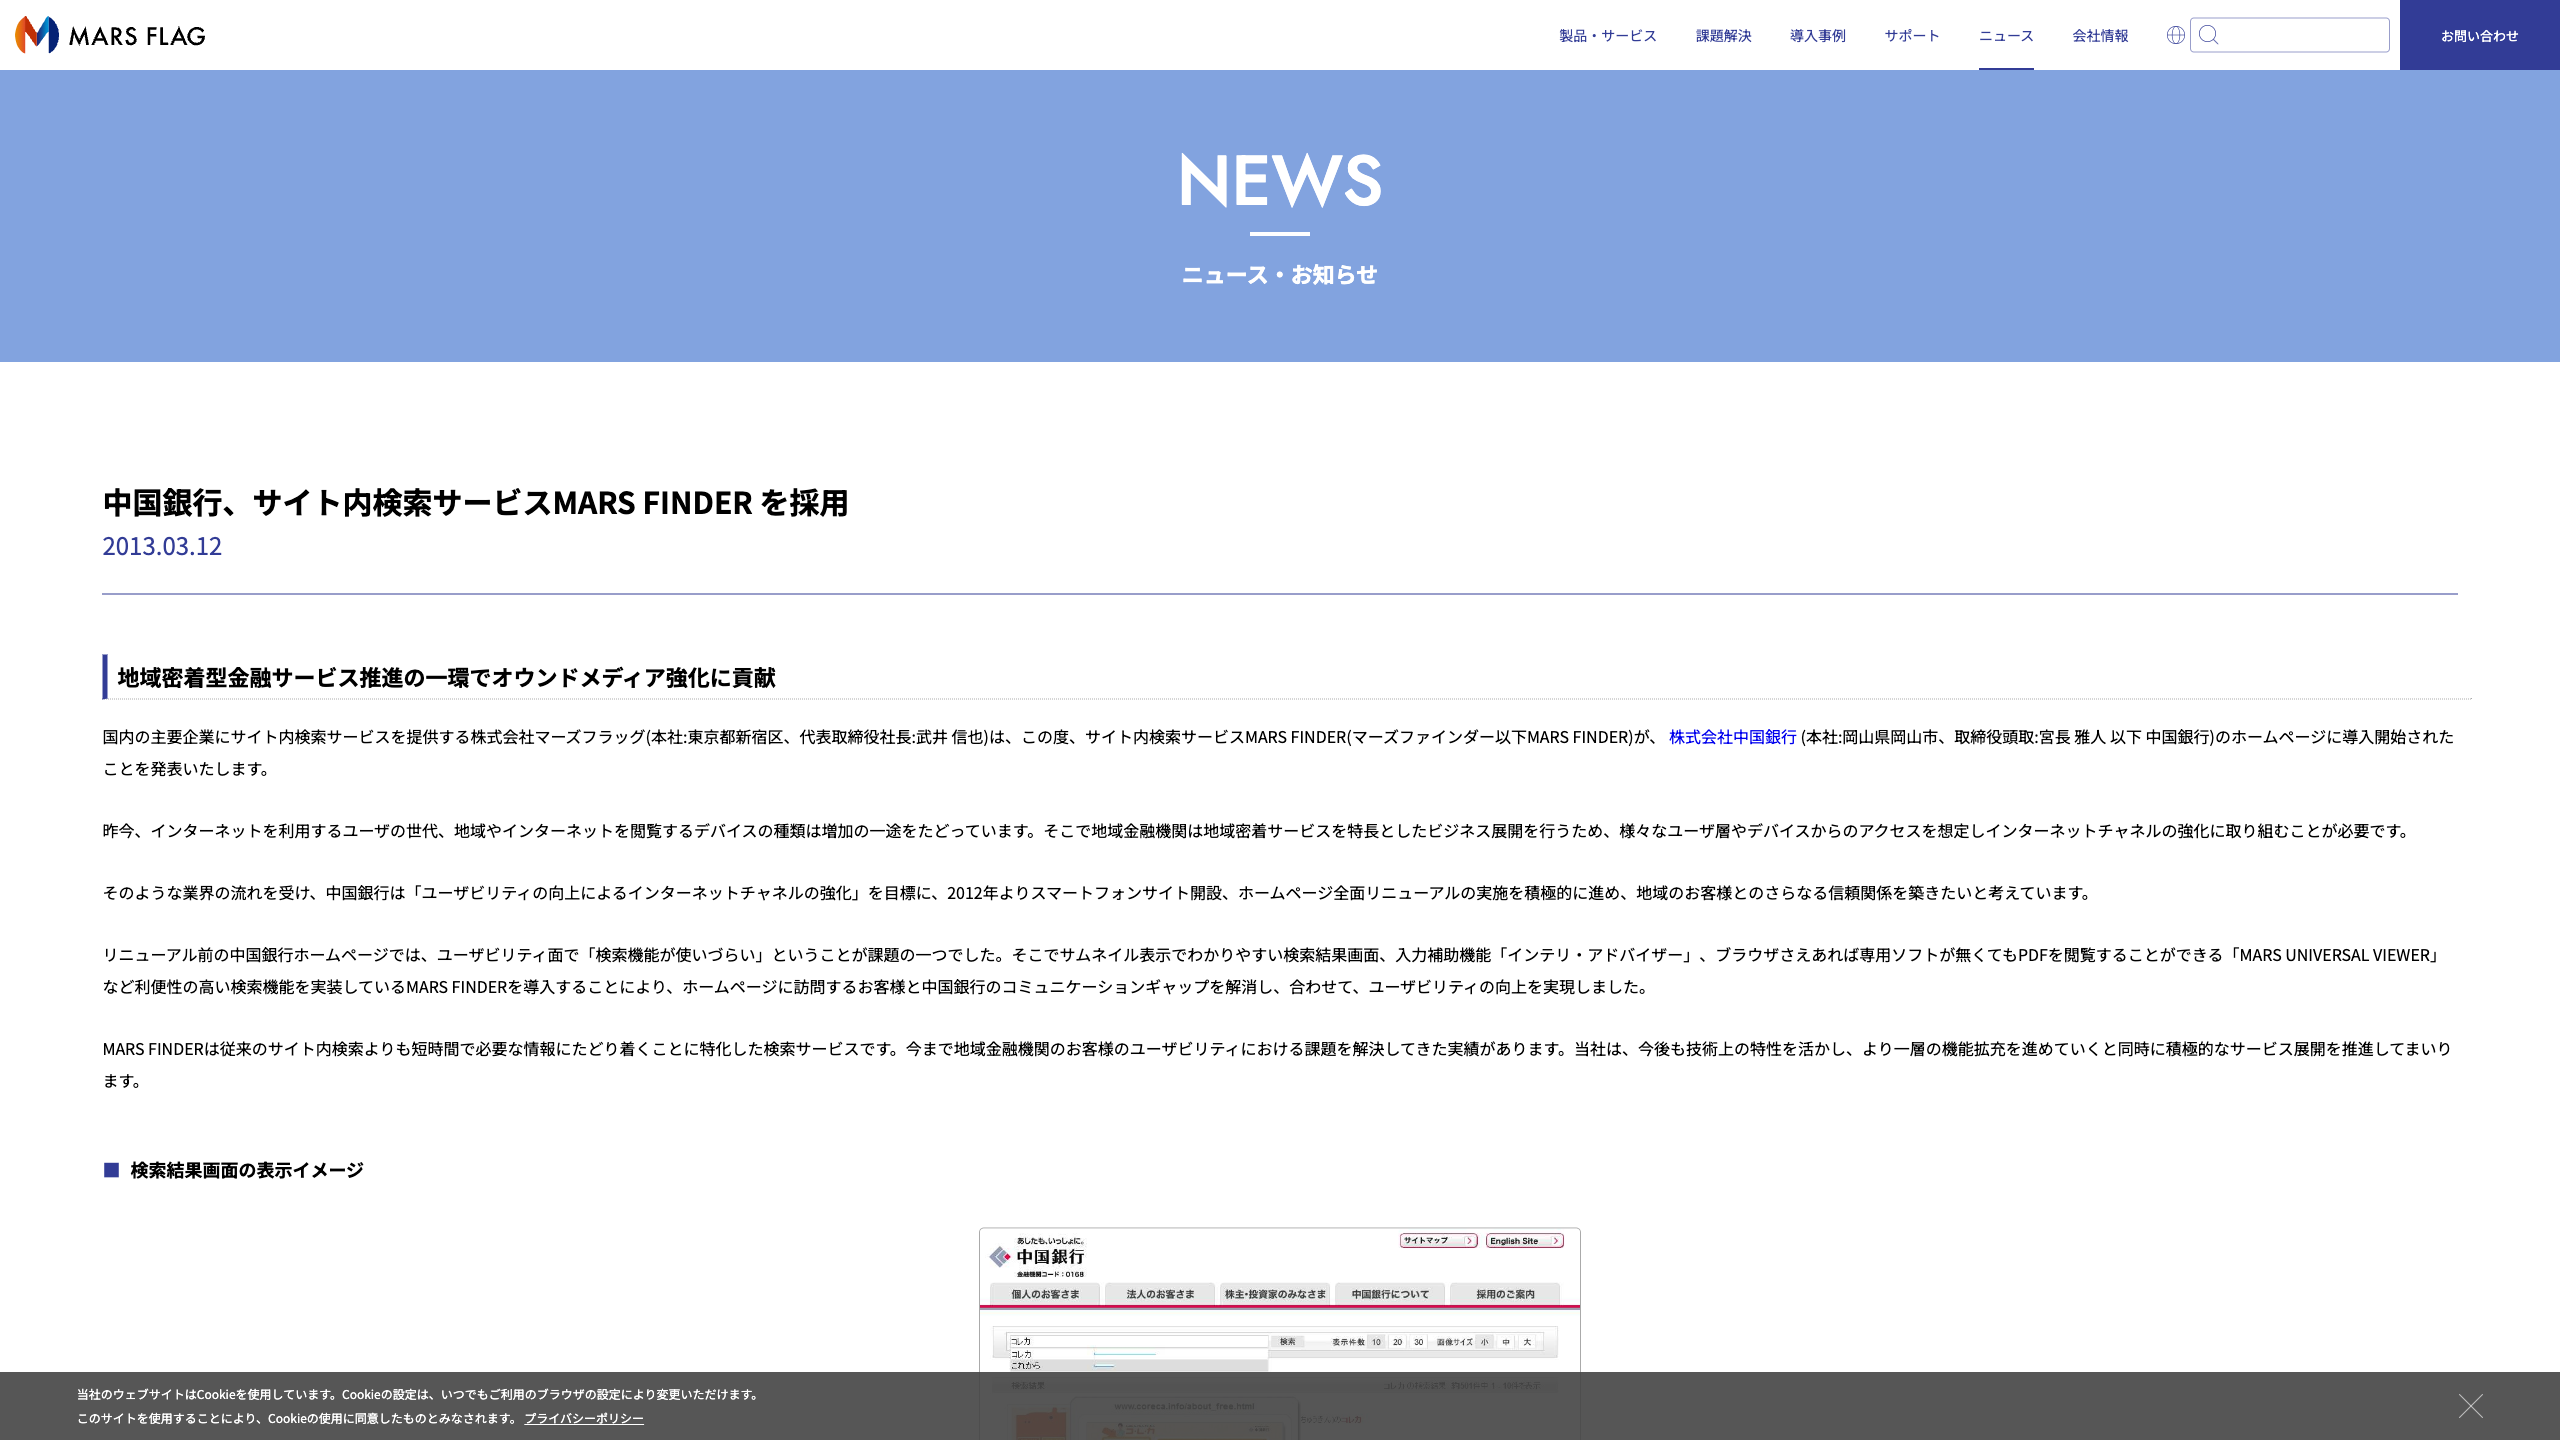 MARS FLAG
製品・サービス 課題解決 導入事例 サポート ニュース 会社情報 お問い合わせ
NEWS
ニュース・お知らせ
中国銀行、サイト内検索サービスMARS FINDER を採用
2013.03.12
地域密着型金融サービス推進の一環でオウンドメディア強化に貢献
国内の主要企業にサイト内検索サービスを提供する株式会社マーズフラッグ(本社:東京都新宿区、代表取締役社長:武井 信也)は、この度、サイト内検索サービスMARS FINDER(マーズファインダー以下MARS FINDER)が、 株式会社中国銀行 (本社:岡山県岡山市、取締役頭取:宮長 雅人 以下 中国銀行)のホームページに導入開始された
ことを発表いたします。
昨今、インターネットを利用するユーザの世代、地域やインターネットを閲覧するデバイスの種類は増加の一途をたどっています。そこで地域金融機関は地域密着サービスを特長としたビジネス展開を行うため、様々なユーザ層やデバイスからのアクセスを想定しインターネットチャネルの強化に取り組むことが必要です。
そのような業界の流れを受け、中国銀行は「ユーザビリティの向上によるインターネットチャネルの強化」を目標に、2012年よりスマートフォンサイト開設、ホームページ全面リニューアルの実施を積極的に進め、地域のお客様とのさらなる信頼関係を築きたいと考えています。
リニューアル前の中国銀行ホームページでは、ユーザビリティ面で「検索機能が使いづらい」ということが課題の一つでした。そこでサムネイル表示でわかりやすい検索結果画面、入力補助機能「インテリ・アドバイザー」、ブラウザさえあれば専用ソフトが無くてもPDFを閲覧することができる「MARS UNIVERSAL VIEWER」
など利便性の高い検索機能を実装しているMARS FINDERを導入することにより、ホームページに訪問するお客様と中国銀行のコミュニケーションギャップを解消し、合わせて、ユーザビリティの向上を実現しました。
MARS FINDERは従来のサイト内検索よりも短時間で必要な情報にたどり着くことに特化した検索サービスです。今まで地域金融機関のお客様のユーザビリティにおける課題を解決してきた実績があります。当社は、今後も技術上の特性を活かし、より一層の機能拡充を進めていくと同時に積極的なサービス展開を推進してまいり
ます。
■ 検索結果画面の表示イメージ
あしたも、いっしょに。
中国銀行
金融機関コード：0168
サイトマップ English Site
個人のお客さま 法人のお客さま 株主・投資家のみなさま 中国銀行について 採用のご案内
コレカ 検索 表示件数 10 20 30 画像サイズ 小 中 大
コレカ
これから
検索結果
www.coreca.info/about_free.html
当社のウェブサイトはCookieを使用しています。Cookieの設定は、いつでもご利用のブラウザの設定により変更いただけます。
このサイトを使用することにより、Cookieの使用に同意したものとみなされます。 プライバシーポリシー